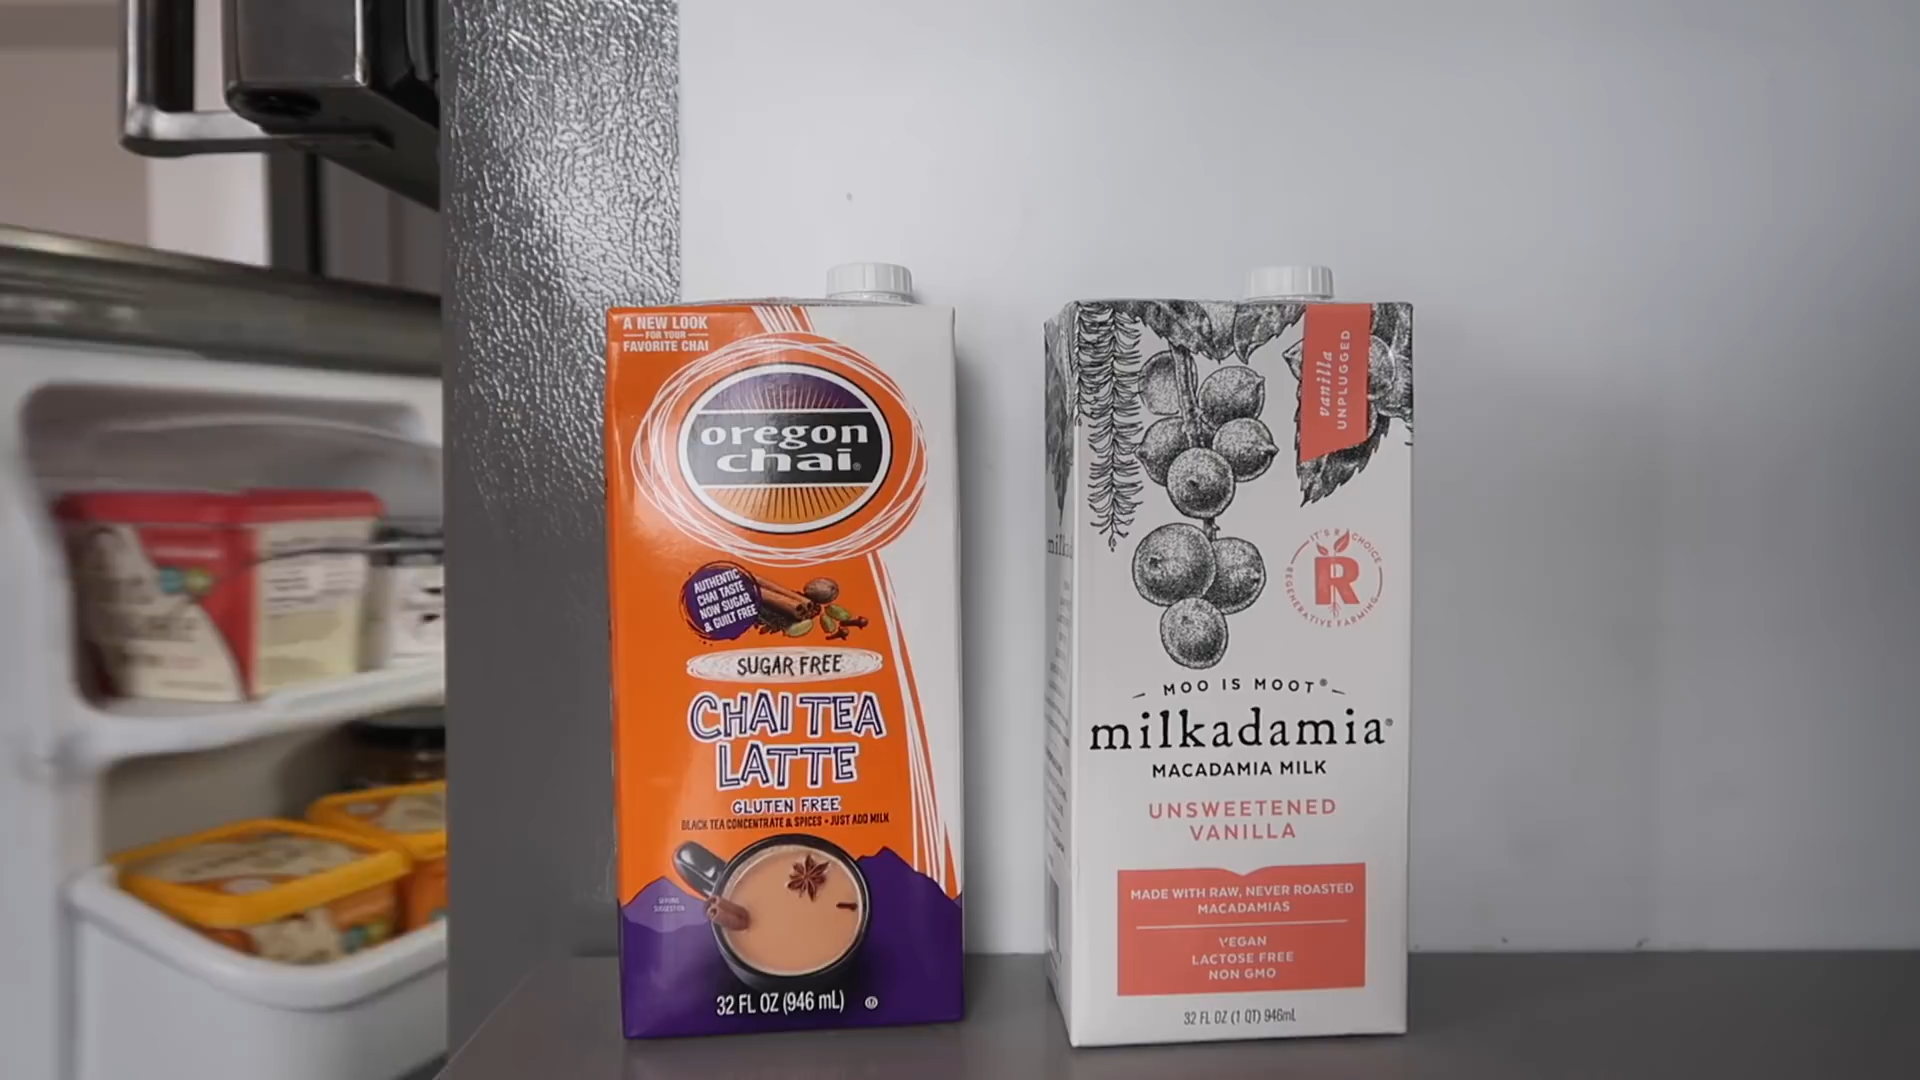 A NEW LOOK
FOR YOUR
FAVORITE CHAI
oregon
chai®
AUTHENTIC
CHAI TASTE
NOW SUGAR
& GUILT FREE
SUGAR FREE
CHAI TEA
LATTE
GLUTEN FREE
BLACK TEA CONCENTRATE & SPICES • JUST ADD MILK
SERVING
SUGGESTION
32 FL OZ (946 mL)
vanilla
UNPLUGGED
IT'S R CHOICE
R
REGENERATIVE FARMING
MOO IS MOOT®
milkadamia®
MACADAMIA MILK
UNSWEETENED
VANILLA
MADE WITH RAW, NEVER ROASTED
MACADAMIAS
VEGAN
LACTOSE FREE
NON GMO
32 FL OZ (1 QT) 946mL